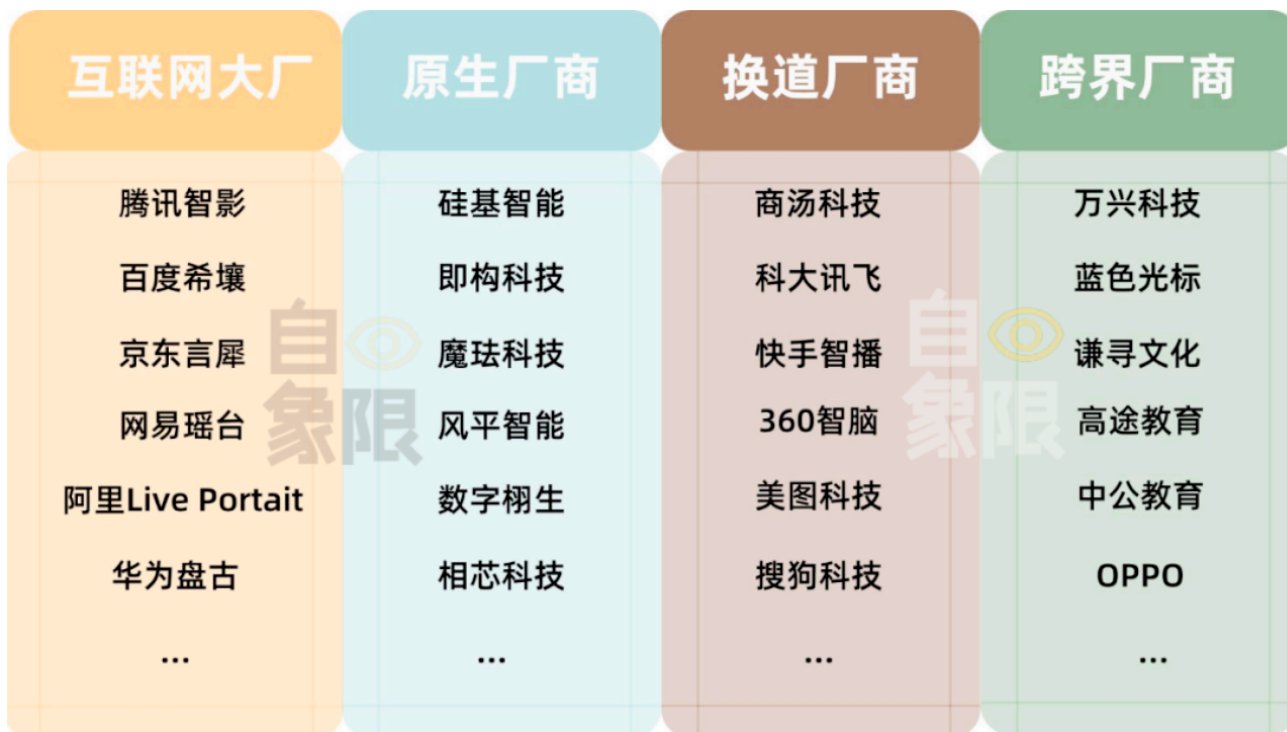 互联网大厂
原生厂商
换道厂商
跨界厂商
腾讯智影
硅基智能
商汤科技
万兴科技
百度希壤
即构科技
科大讯飞
蓝色光标
京东言犀
魔珐科技
快手智播
谦寻文化
网易瑶台
风平智能
360智脑
高途教育
阿里Live Portait
数字栩生
美图科技
中公教育
华为盘古
相芯科技
搜狗科技
OPPO
...
...
...
...
自
象限
自
象限